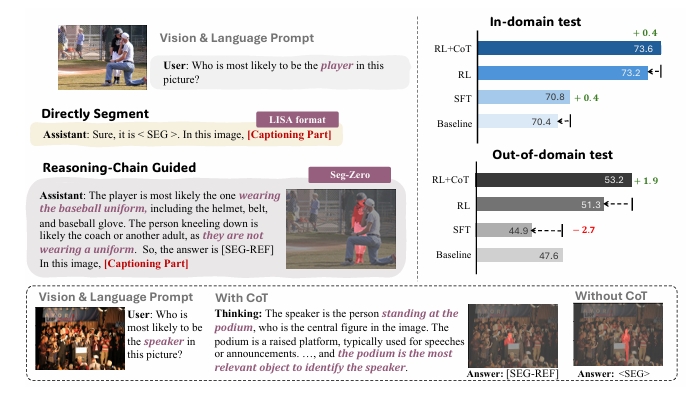 Vision & Language Prompt
User: Who is most likely to be the player in this
picture?
Directly Segment
LISA format
Assistant: Sure, it is < SEG >. In this image, [Captioning Part]
Reasoning-Chain Guided
Seg-Zero
Assistant: The player is most likely the one wearing
the baseball uniform, including the helmet, belt,
and baseball glove. The person kneeling down is
likely the coach or another adult, as they are not
wearing a uniform. So, the answer is [SEG-REF]
In this image, [Captioning Part]
In-domain test
+ 0.4
RL+CoT 73.6
RL 73.2
SFT 70.8 + 0.4
Baseline 70.4
Out-of-domain test
RL+CoT 53.2 + 1.9
RL 51.3
SFT 44.9 − 2.7
Baseline 47.6
Vision & Language Prompt
User: Who is
most likely to be
the speaker in
this picture?
With CoT
Thinking: The speaker is the person standing at the
podium, who is the central figure in the image. The
podium is a raised platform, typically used for speeches
or announcements. …, and the podium is the most
relevant object to identify the speaker.
Answer: [SEG-REF]
Without CoT
Answer: <SEG>